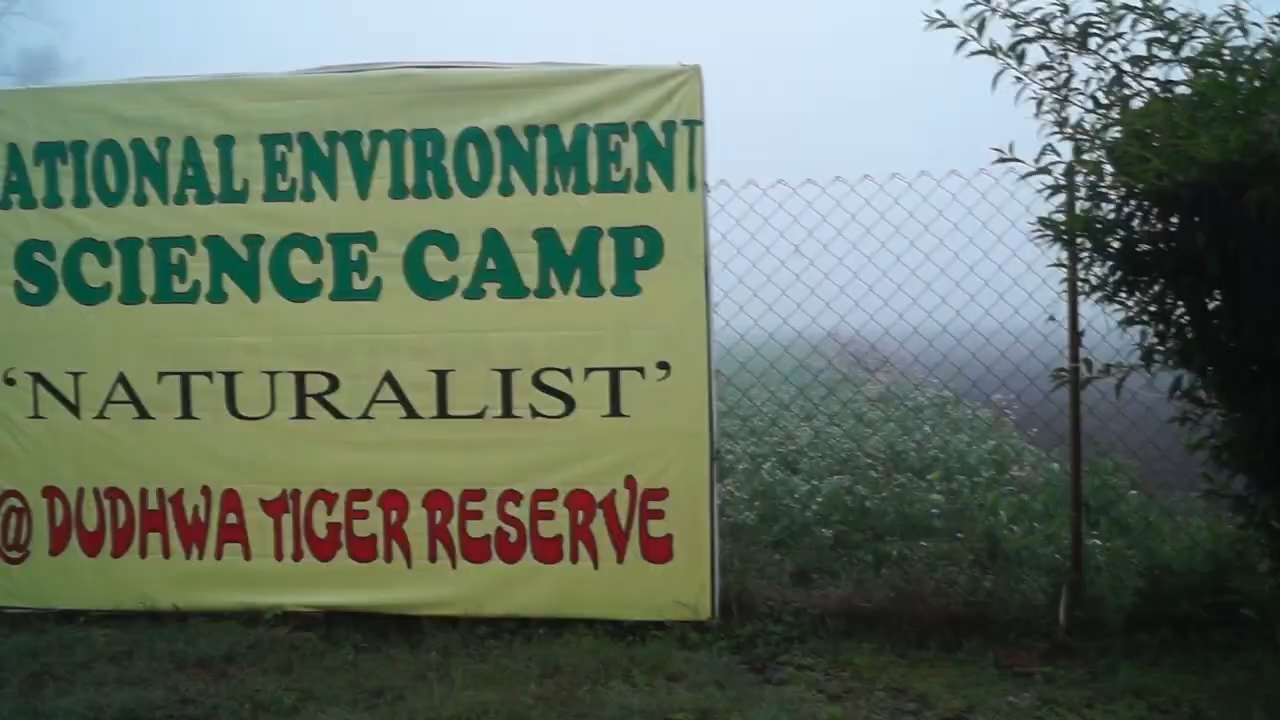 ATIONAL ENVIRONMENT
SCIENCE CAMP
‘NATURALIST’
@ DUDHWA TIGER RESERVE